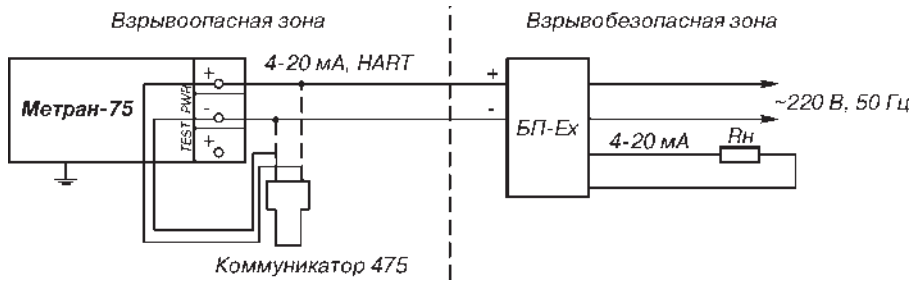 Взрывоопасная зона
Взрывобезопасная зона
4-20 мА, HART
Метран-75
+
-
+
PWR
TEST
+
-
БП-Ех
~220 В, 50 Гц
4-20 мА
Rн
Коммуникатор 475